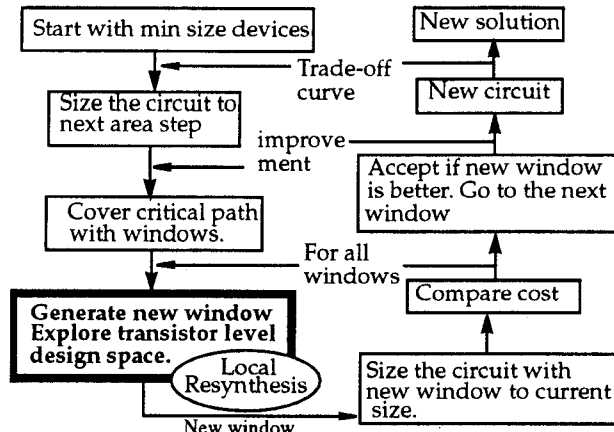 Start with min size devices
Size the circuit to
next area step
Cover critical path
with windows.
Generate new window
Explore transistor level
design space.
Local
Resynthesis
New window
Trade-off
curve
improve
ment
For all
windows
New solution
New circuit
Accept if new window
is better. Go to the next
window
Compare cost
Size the circuit with
new window to current
size.